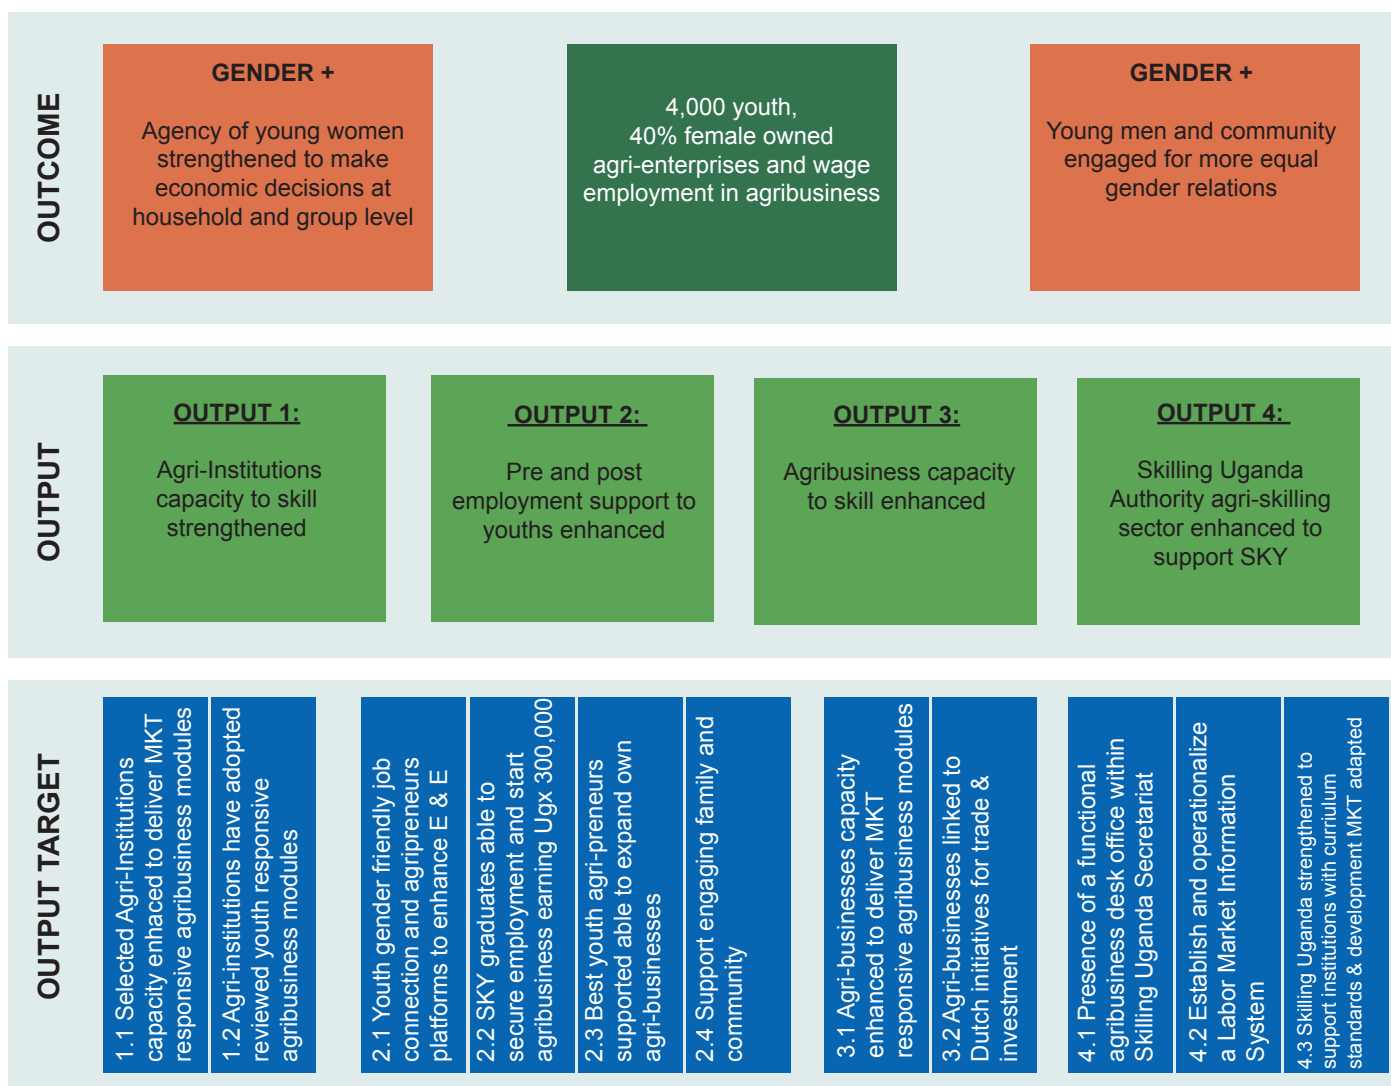 OUTCOME
GENDER +
Agency of young women
strengthened to make
economic decisions at
household and group level
4,000 youth,
40% female owned
agri-enterprises and wage
employment in agribusiness
GENDER +
Young men and community
engaged for more equal
gender relations
OUTPUT
OUTPUT 1:
Agri-Institutions
capacity to skill
strengthened
OUTPUT 2:
Pre and post
employment support to
youths enhanced
OUTPUT 3:
Agribusiness capacity
to skill enhanced
OUTPUT 4:
Skilling Uganda
Authority agri-skilling
sector enhanced to
support SKY
OUTPUT TARGET
1.1 Selected Agri-Institutions
capacity enhaced to deliver MKT
responsive agribusiness modules
1.2 Agri-institutions have adopted
reviewed youth responsive
agribusiness modules
2.1 Youth gender friendly job
connection and agripreneurs
platforms to enhance E & E
2.2 SKY graduates able to
secure employment and start
agribusiness earning Ugx 300,000
2.3 Best youth agri-preneurs
supported able to expand own
agri-businesses
2.4 Support engaging family and
community
3.1 Agri-businesses capacity
enhanced to deliver MKT
responsive agribusiness modules
3.2 Agri-businesses linked to
Dutch initiatives for trade &
investment
4.1 Presence of a functional
agribusiness desk office within
Skilling Uganda Secretariat
4.2 Establish and operationalize
a Labor Market Information
System
4.3 Skilling Uganda strengthened to
support institutions with curriculum
standards & development MKT adapted